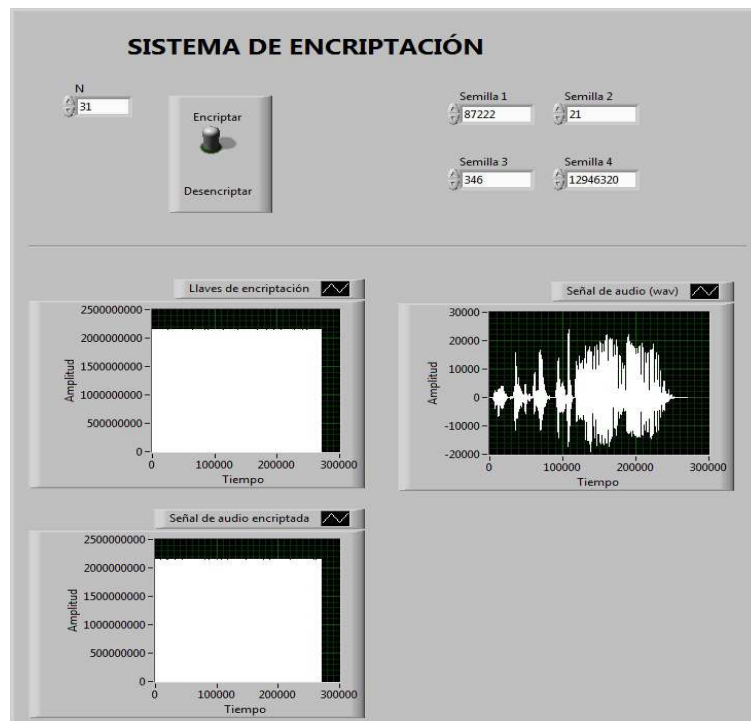 SISTEMA DE ENCRIPTACIÓN
N
31
Encriptar
Desencriptar
Semilla 1
87222
Semilla 2
21
Semilla 3
346
Semilla 4
12946320
Llaves de encriptación
2500000000
2000000000
1500000000
1000000000
500000000
0
Amplitud
0 100000 200000 300000
Tiempo
Señal de audio (wav)
30000
20000
10000
0
-10000
-20000
Amplitud
0 100000 200000 300000
Tiempo
Señal de audio encriptada
2500000000
2000000000
1500000000
1000000000
500000000
0
Amplitud
0 100000 200000 300000
Tiempo